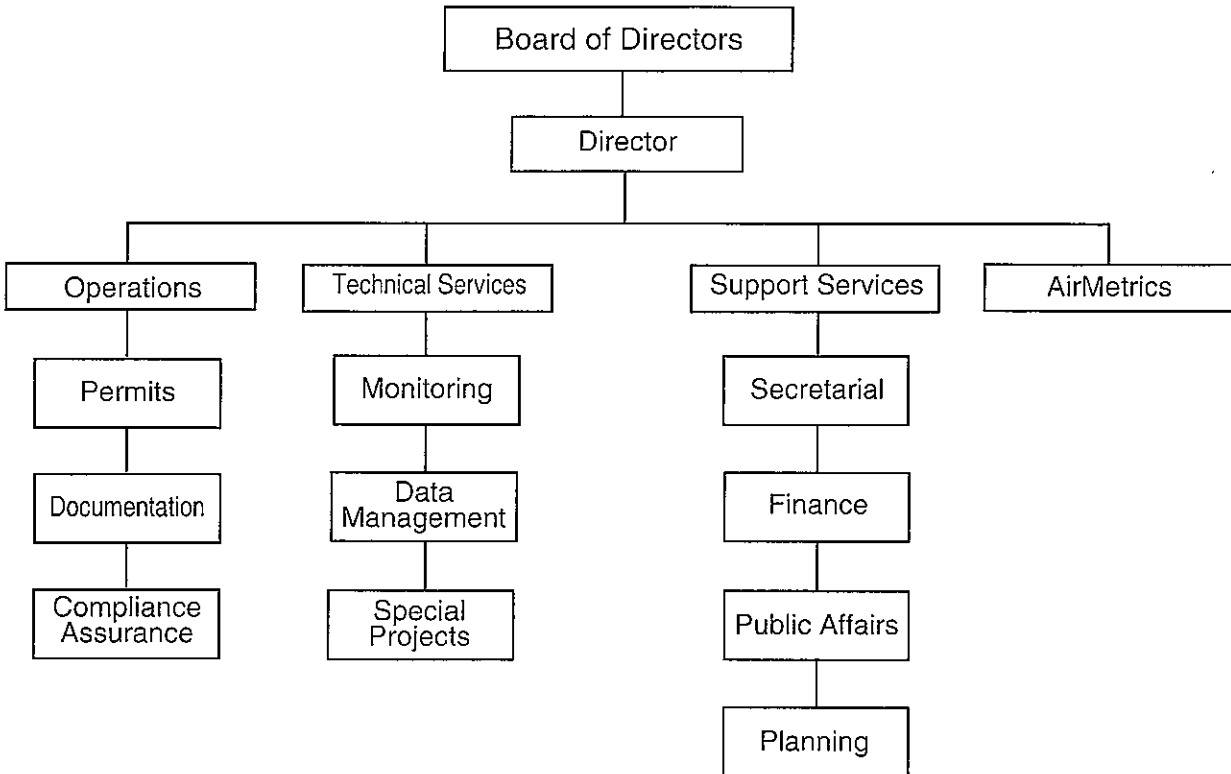 Board of Directors
Director
Operations
Technical Services
Support Services
AirMetrics
Permits
Monitoring
Secretarial
Documentation
Data
Management
Finance
Compliance
Assurance
Special
Projects
Public Affairs
Planning